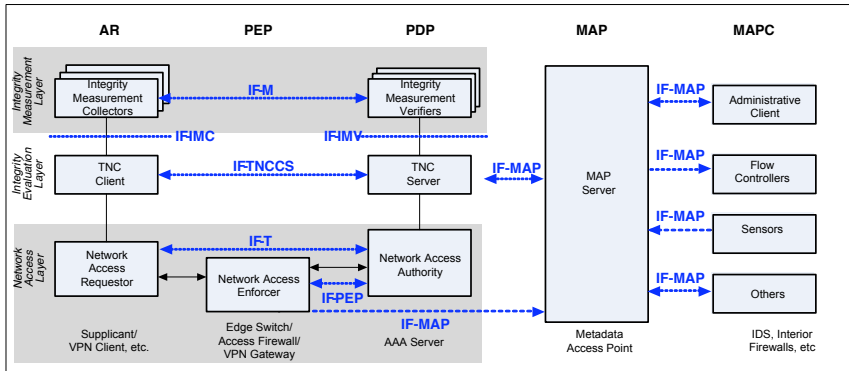 AR
PEP
PDP
MAP
MAPC
Integrity Measurement
Layer
Integrity
Measurement
Collectors
IF-M
Integrity
Measurement
Verifiers
IF-IMC
IF-IMV
Integrity
Evaluation
Layer
TNC
Client
IF-TNCCS
TNC
Server
IF-MAP
MAP
Server
IF-MAP
Administrative
Client
IF-MAP
Flow
Controllers
IF-MAP
Sensors
IF-MAP
Others
Network
Access
Layer
Network
Access
Requestor
IF-T
Network Access
Enforcer
IF-PEP
Network Access
Authority
IF-MAP
Supplicant/
VPN Client, etc.
Edge Switch/
Access Firewall/
VPN Gateway
AAA Server
Metadata
Access Point
IDS, Interior
Firewalls, etc